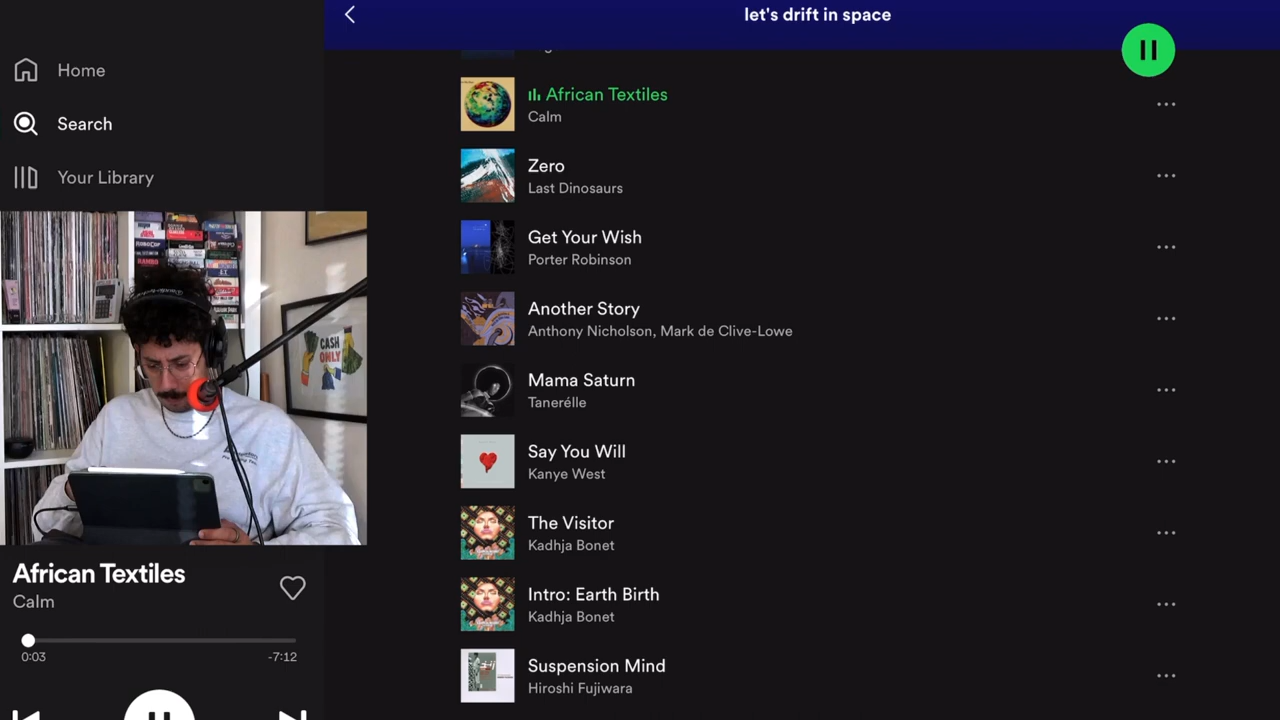 let's drift in space
Home
Search
Your Library
African Textiles
Calm
Zero
Last Dinosaurs
Get Your Wish
Porter Robinson
Another Story
Anthony Nicholson, Mark de Clive-Lowe
Mama Saturn
Tanerélle
Say You Will
Kanye West
The Visitor
Kadhja Bonet
Intro: Earth Birth
Kadhja Bonet
Suspension Mind
Hiroshi Fujiwara
ROBOCOP
RAMBO
CASH
ONLY
African Textiles
Calm
0:03
-7:12